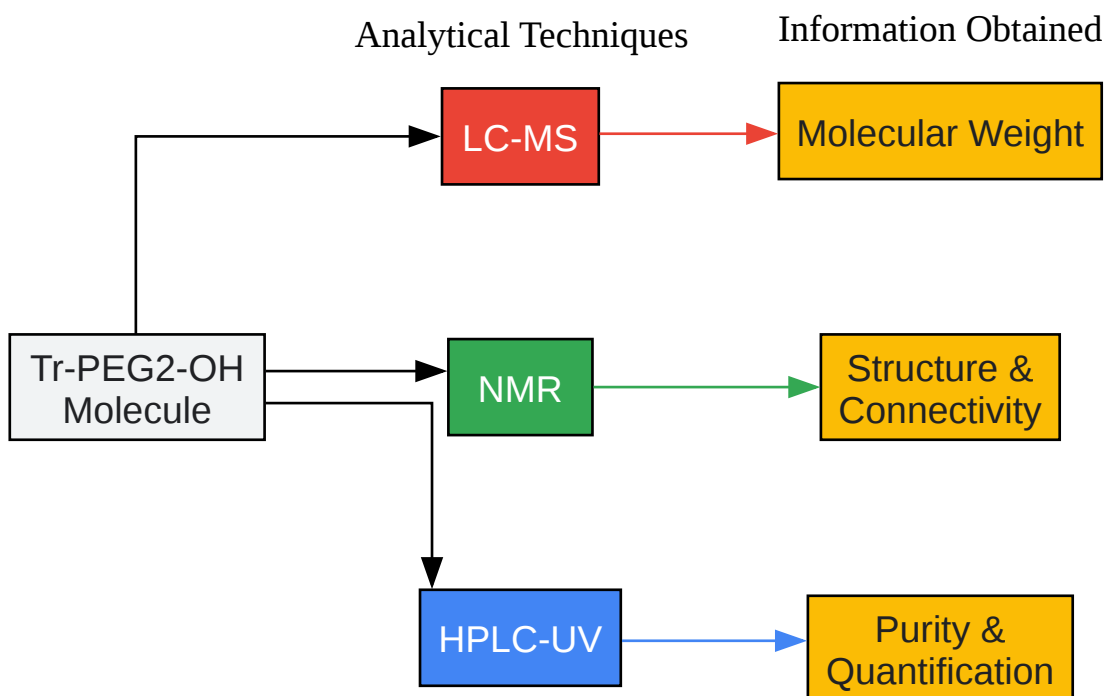 Analytical Techniques
Information Obtained
LC-MS
Molecular Weight
Tr-PEG2-OH
Molecule
NMR
Structure &
Connectivity
HPLC-UV
Purity &
Quantification